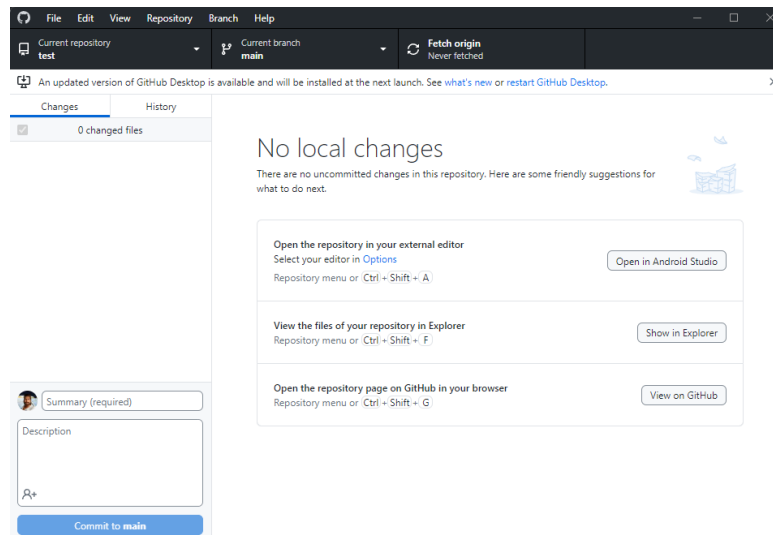 File Edit View Repository Branch Help
Current repository
test
Current branch
main
Fetch origin
Never fetched
An updated version of GitHub Desktop is available and will be installed at the next launch. See what's new or restart GitHub Desktop.
Changes History
0 changed files
No local changes
There are no uncommitted changes in this repository. Here are some friendly suggestions for
what to do next.
Open the repository in your external editor
Select your editor in Options
Repository menu or Ctrl + Shift + A
Open in Android Studio
View the files of your repository in Explorer
Repository menu or Ctrl + Shift + F
Show in Explorer
Open the repository page on GitHub in your browser
Repository menu or Ctrl + Shift + G
View on GitHub
Summary (required)
Description
Commit to main